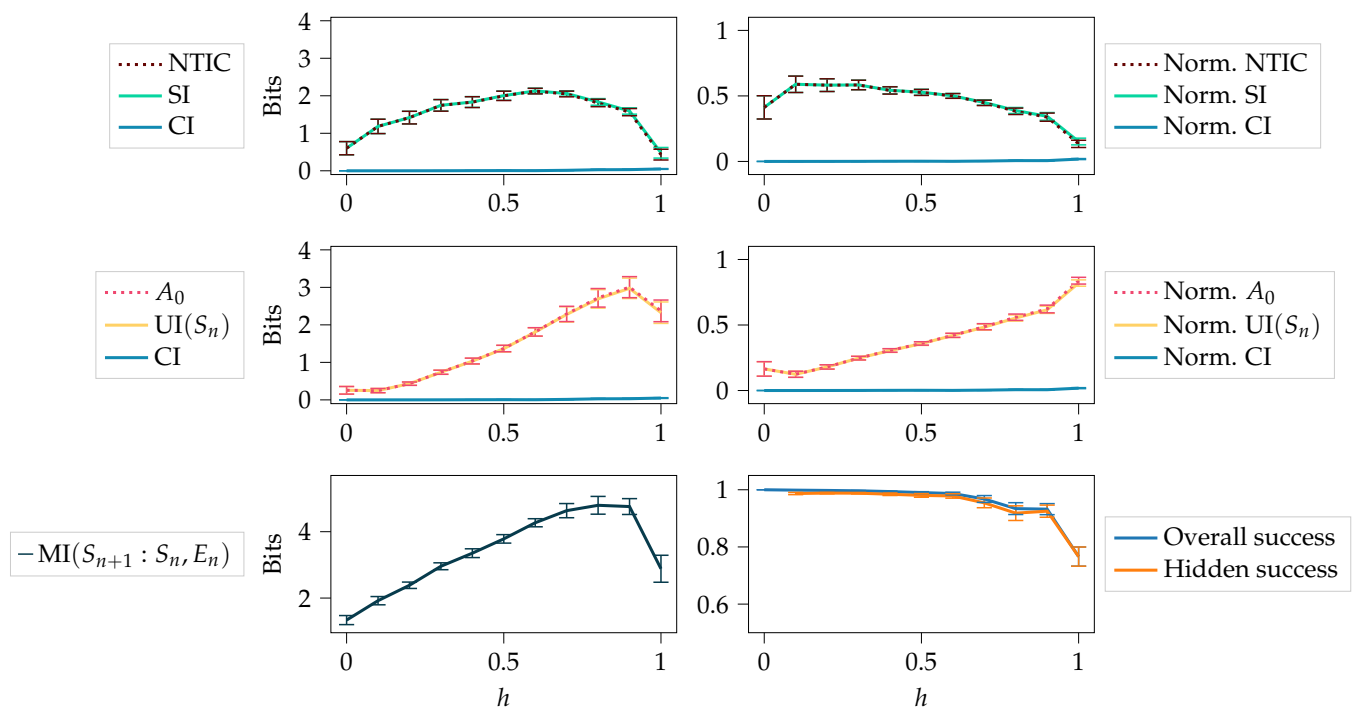 NTIC
SI
CI
Bits
4
3
2
1
0
0
0.5
1
1
0.5
0
0
0.5
1
Norm. NTIC
Norm. SI
Norm. CI
A₀
UI(Sₙ)
CI
Bits
4
3
2
1
0
0
0.5
1
1
0.5
0
0
0.5
1
Norm. A₀
Norm. UI(Sₙ)
Norm. CI
MI(Sₙ₊₁ : Sₙ, Eₙ)
Bits
4
2
0
0.5
1
h
1
0.8
0.6
0
0.5
1
h
Overall success
Hidden success